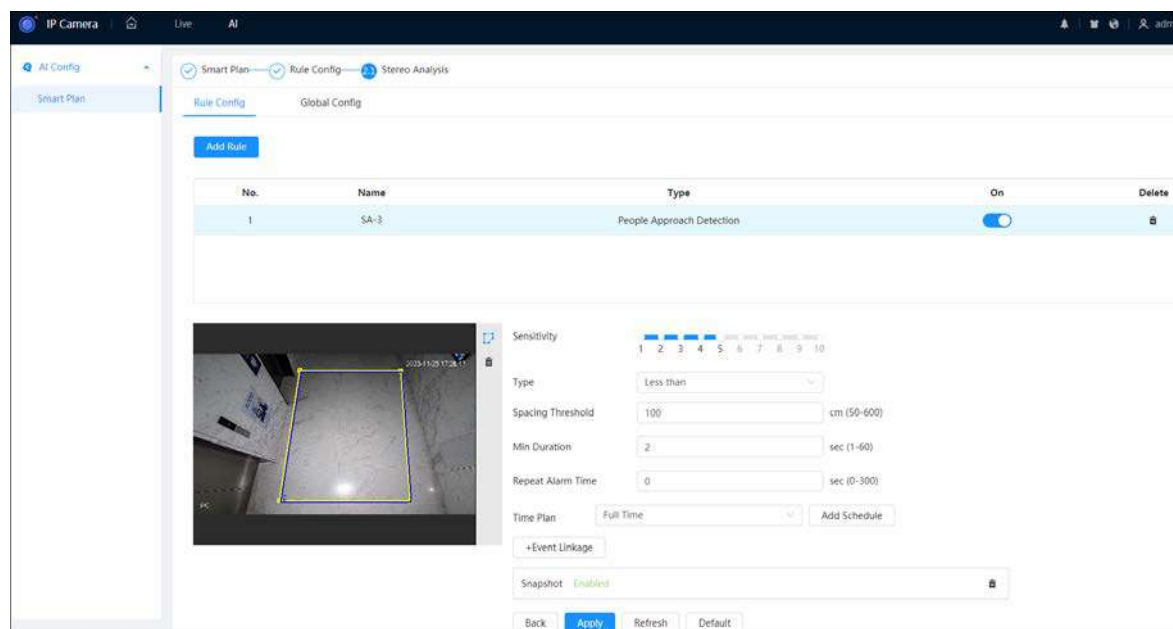 IP Camera Live AI adm
AI Config
Smart Plan
Smart Plan Rule Config Stereo Analysis
Rule Config Global Config
Add Rule
No. Name Type On Delete
1 SA-3 People Approach Detection
Sensitivity
1 2 3 4 5 6 7 8 9 10
Type Less than
Spacing Threshold 100 cm (50-600)
Min Duration 2 sec (1-60)
Repeat Alarm Time 0 sec (0-300)
Time Plan Full Time Add Schedule
+Event Linkage
Snapshot Enabled
Back Apply Refresh Default
PC